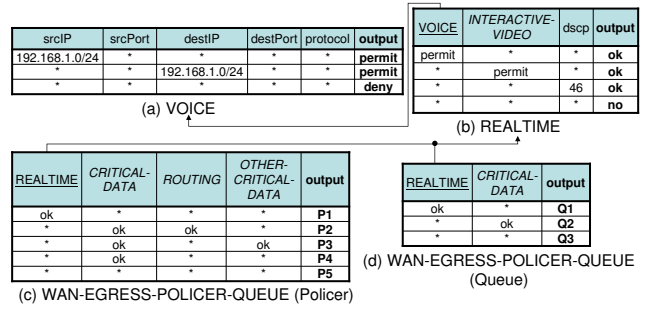 srcIP srcPort destIP destPort protocol output
192.168.1.0/24 * * * * permit
* * 192.168.1.0/24 * * permit
* * * * * deny
(a) VOICE
VOICE INTERACTIVE-VIDEO dscp output
permit * * ok
* permit * ok
* * 46 ok
* * * no
(b) REALTIME
REALTIME CRITICAL-DATA ROUTING OTHER-CRITICAL-DATA output
ok * * * P1
* ok ok * P2
* ok * ok P3
* ok * * P4
* * * * P5
(c) WAN-EGRESS-POLICER-QUEUE (Policer)
REALTIME CRITICAL-DATA output
ok * Q1
* ok Q2
* * Q3
(d) WAN-EGRESS-POLICER-QUEUE
(Queue)